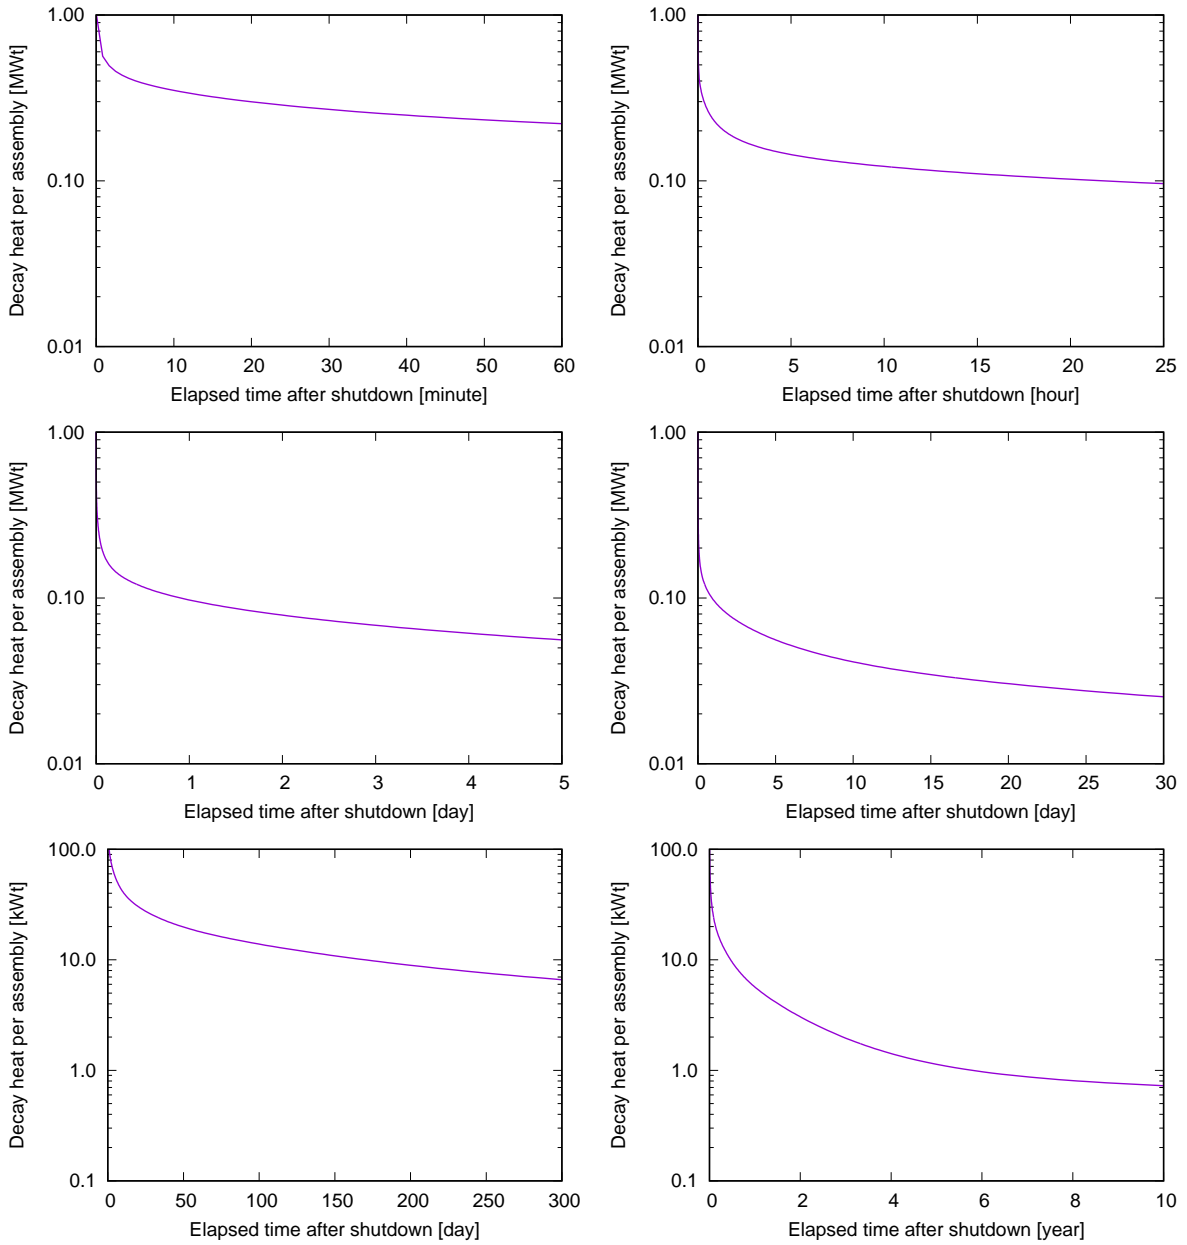 Decay heat per assembly [MWt]
1.00
0.10
0.01
0 10 20 30 40 50 60
Elapsed time after shutdown [minute]
Decay heat per assembly [MWt]
1.00
0.10
0.01
0 5 10 15 20 25
Elapsed time after shutdown [hour]
Decay heat per assembly [MWt]
1.00
0.10
0.01
0 1 2 3 4 5
Elapsed time after shutdown [day]
Decay heat per assembly [MWt]
1.00
0.10
0.01
0 5 10 15 20 25 30
Elapsed time after shutdown [day]
Decay heat per assembly [kWt]
100.0
10.0
1.0
0.1
0 50 100 150 200 250 300
Elapsed time after shutdown [day]
Decay heat per assembly [kWt]
100.0
10.0
1.0
0.1
0 2 4 6 8 10
Elapsed time after shutdown [year]